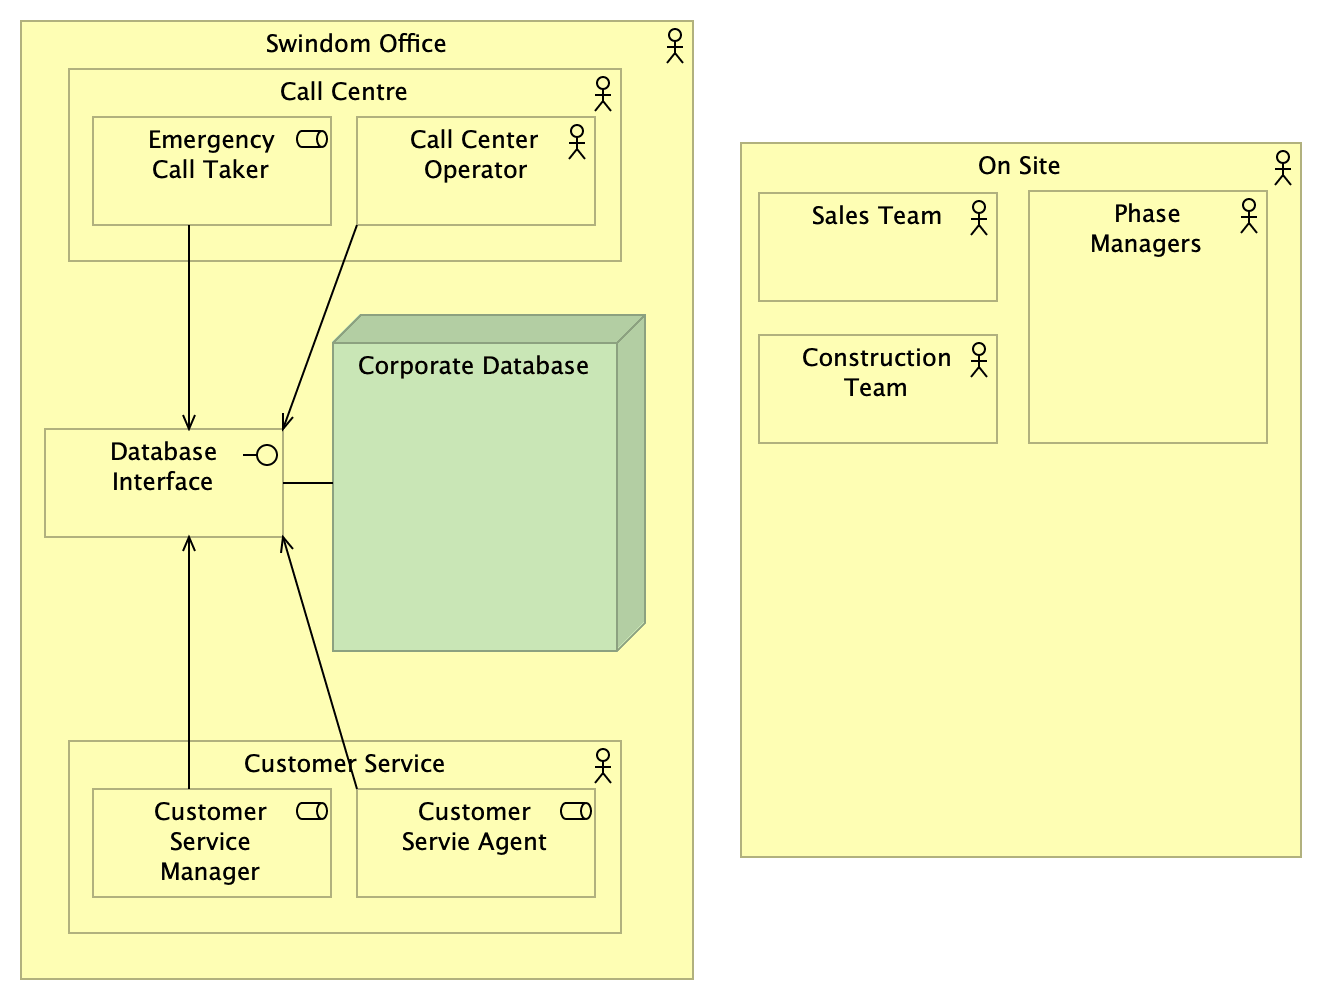 Swindom Office
Call Centre
Emergency
Call Taker
Call Center
Operator
Corporate Database
Database
Interface
Customer Service
Customer
Service
Manager
Customer
Servie Agent
On Site
Sales Team
Phase
Managers
Construction
Team